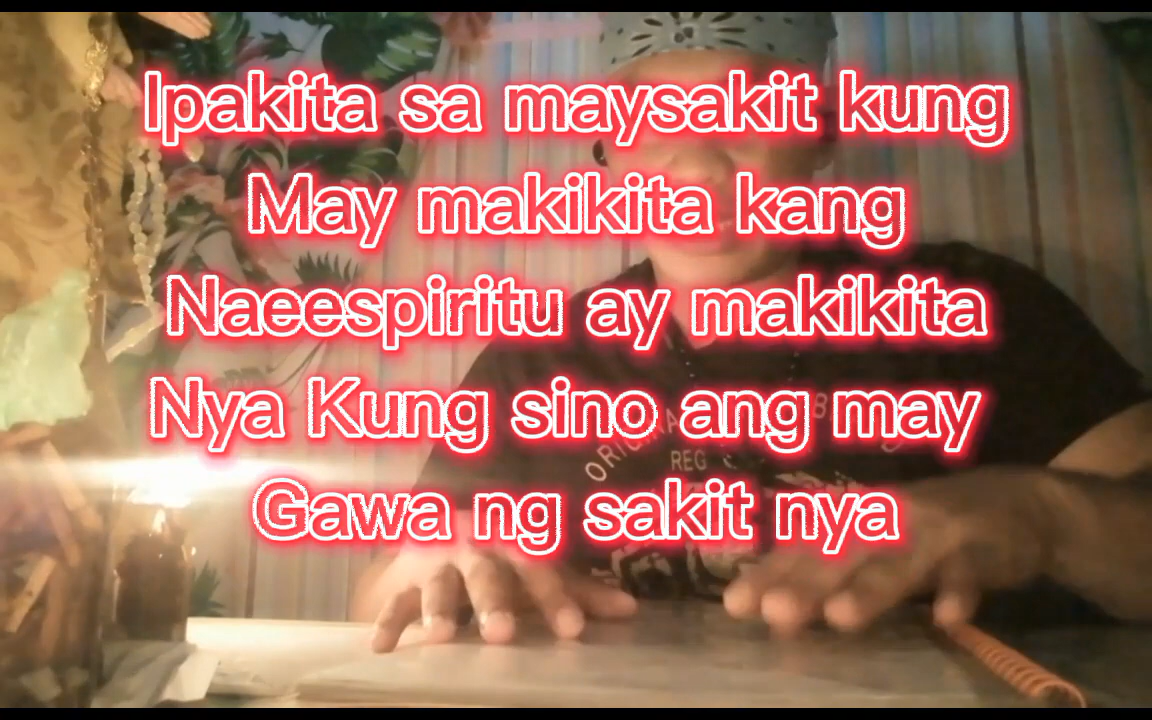 Ipakita sa maysakit kung
May makikita kang
Naeespiritu ay makikita
Nya Kung sino ang may
Gawa ng sakit nya
REG